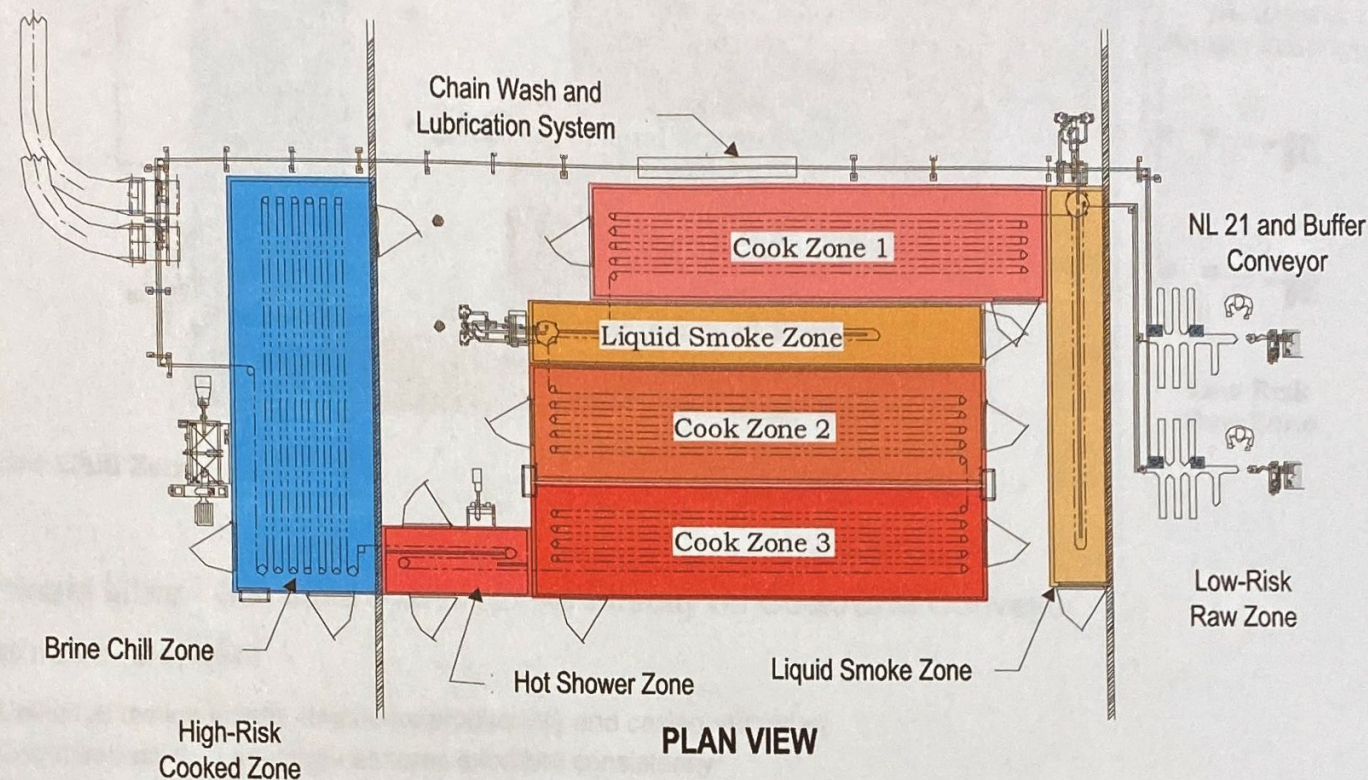 Chain Wash and
Lubrication System
NL 21 and Buffer
Conveyor
Cook Zone 1
Liquid Smoke Zone
Cook Zone 2
Cook Zone 3
Low-Risk
Raw Zone
Brine Chill Zone
Hot Shower Zone
Liquid Smoke Zone
High-Risk
Cooked Zone
PLAN VIEW